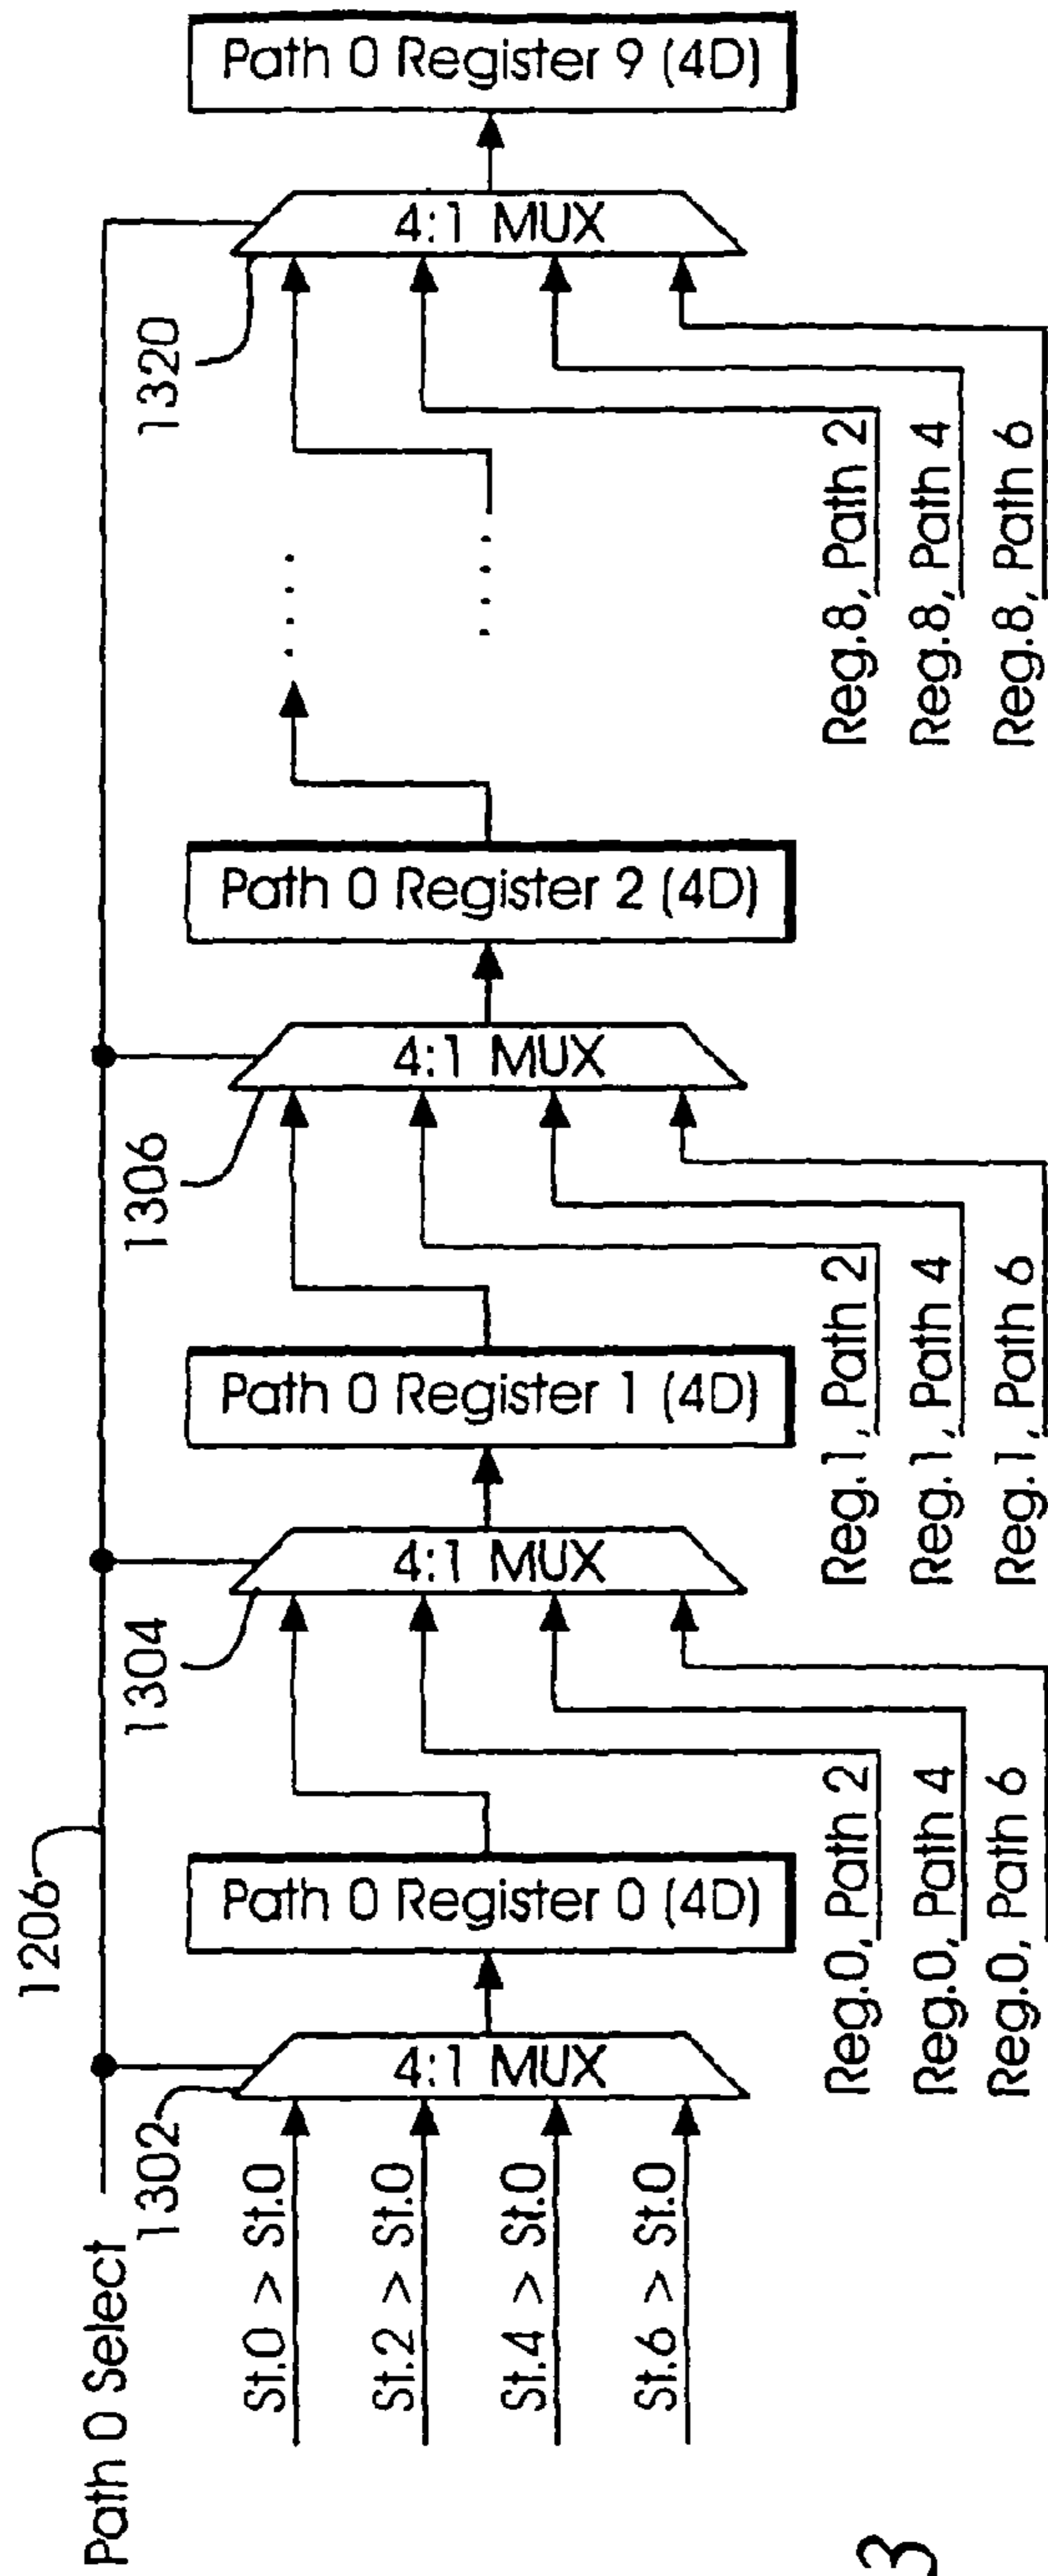 Path 0 Select
1206
1302
1304
1306
1320
St.0 > St.0
St.2 > St.0
St.4 > St.0
St.6 > St.0
4:1 MUX
Path 0 Register 0 (4D)
Reg.0, Path 2
Reg.0, Path 4
Reg.0, Path 6
4:1 MUX
Path 0 Register 1 (4D)
Reg.1, Path 2
Reg.1, Path 4
Reg.1, Path 6
4:1 MUX
Path 0 Register 2 (4D)
. . . .
. . . .
Reg.8, Path 2
Reg.8, Path 4
Reg.8, Path 6
4:1 MUX
Path 0 Register 9 (4D)
3